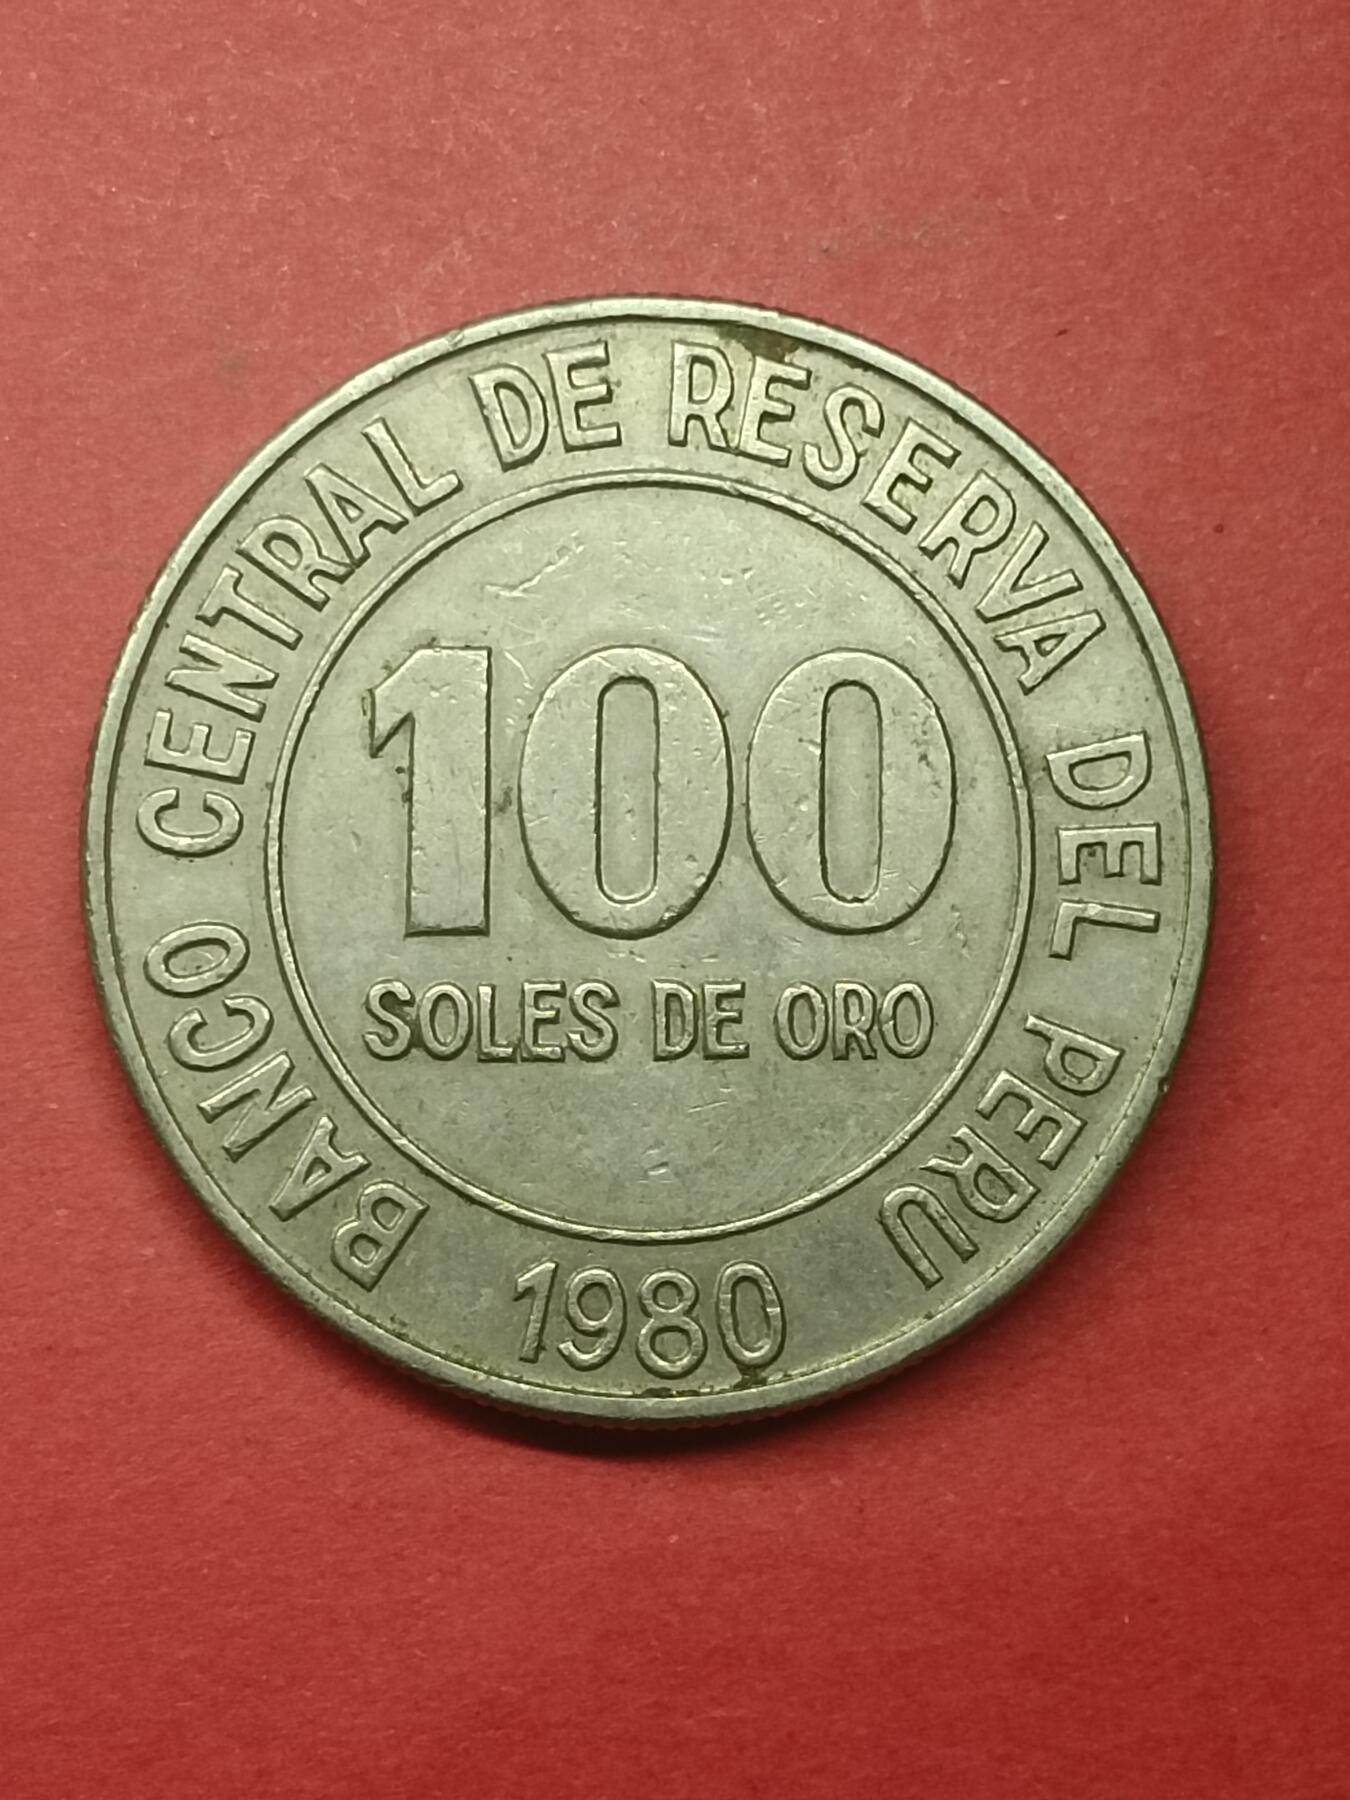 BANCO CENTRAL DE RESERVA DEL PERU
100
SOLES DE ORO
1980